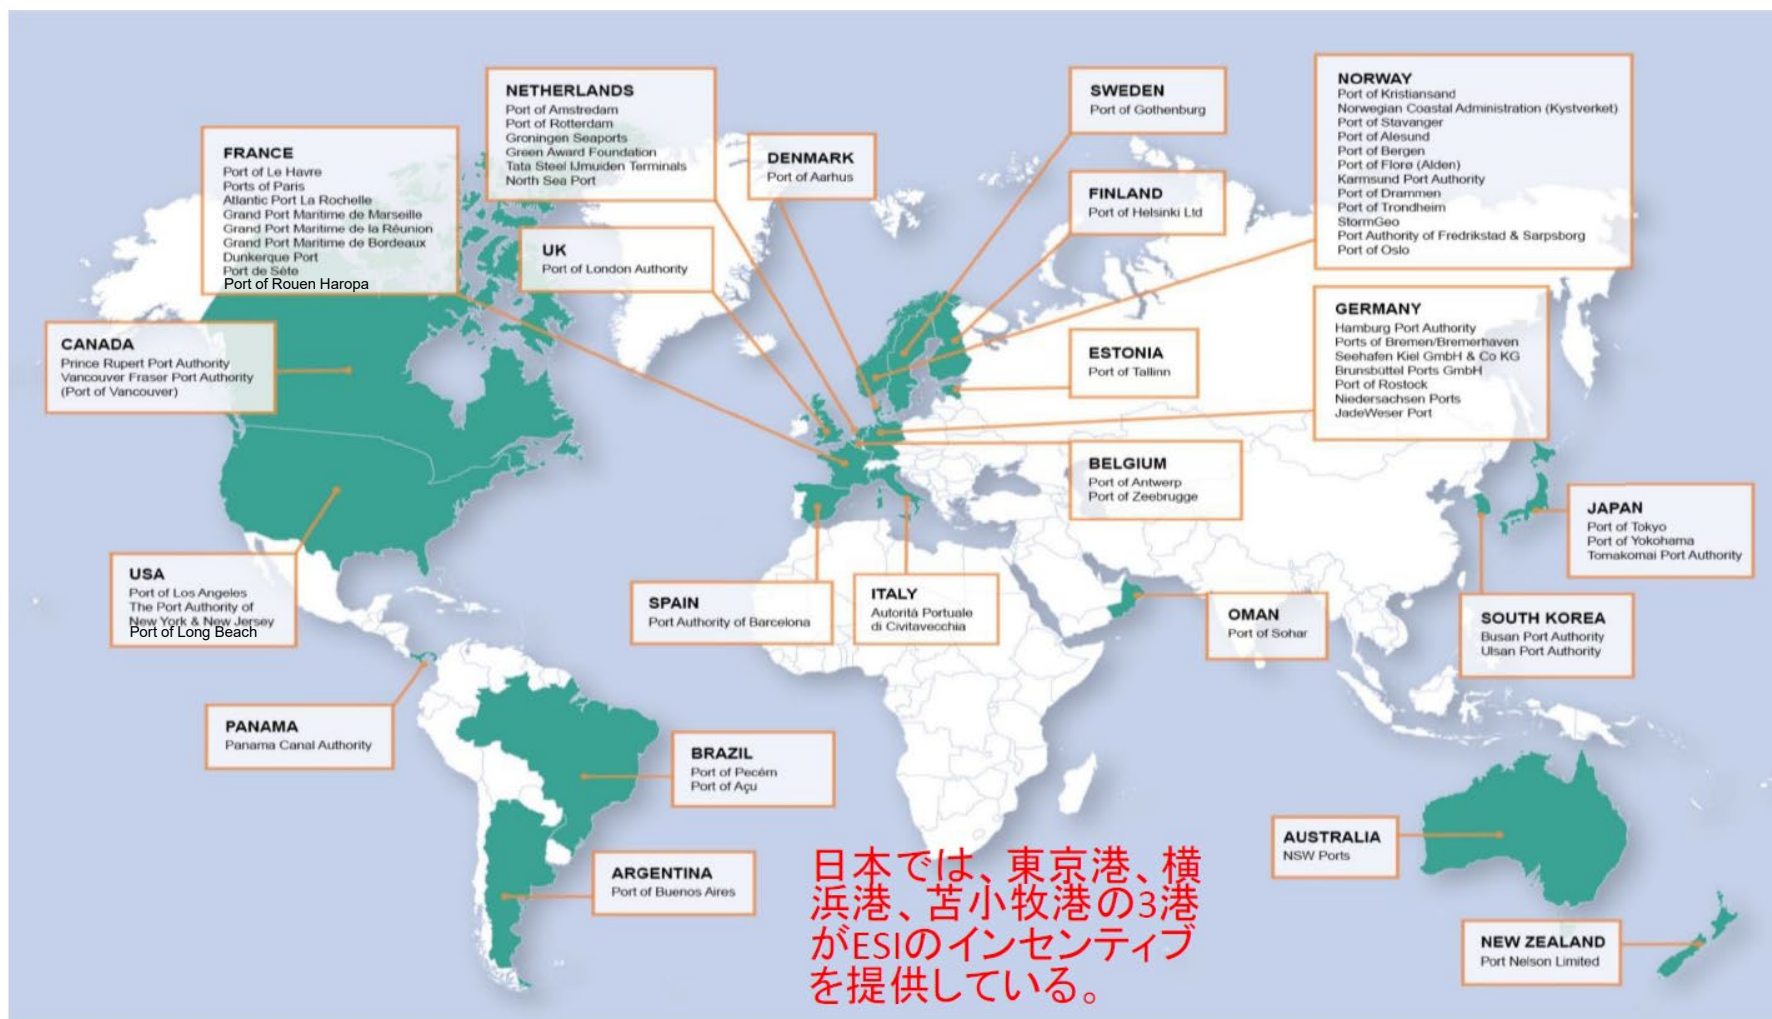 NETHERLANDS
Port of Amstredam
Port of Rotterdam
Groningen Seaports
Green Award Foundation
Tata Steel IJmuiden Terminals
North Sea Port
SWEDEN
Port of Gothenburg
NORWAY
Port of Kristiansand
Norwegian Coastal Administration (Kystverket)
Port of Stavanger
Port of Alesund
Port of Bergen
Port of Florø (Alden)
Karmsund Port Authority
Port of Drammen
Port of Trondheim
StormGeo
Port Authority of Fredrikstad & Sarpsborg
Port of Oslo
FRANCE
Port of Le Havre
Ports of Paris
Atlantic Port La Rochelle
Grand Port Maritime de Marseille
Grand Port Maritime de la Réunion
Grand Port Maritime de Bordeaux
Dunkerque Port
Port de Sète
Port of Rouen Haropa
DENMARK
Port of Aarhus
FINLAND
Port of Helsinki Ltd
UK
Port of London Authority
GERMANY
Hamburg Port Authority
Ports of Bremen/Bremerhaven
Seehafen Kiel GmbH & Co KG
Brunsbüttel Ports GmbH
Port of Rostock
Niedersachsen Ports
JadeWeser Port
CANADA
Prince Rupert Port Authority
Vancouver Fraser Port Authority
(Port of Vancouver)
ESTONIA
Port of Tallinn
BELGIUM
Port of Antwerp
Port of Zeebrugge
JAPAN
Port of Tokyo
Port of Yokohama
Tomakomai Port Authority
USA
Port of Los Angeles
The Port Authority of
New York & New Jersey
Port of Long Beach
SPAIN
Port Authority of Barcelona
ITALY
Autorità Portuale
di Civitavecchia
OMAN
Port of Sohar
SOUTH KOREA
Busan Port Authority
Ulsan Port Authority
PANAMA
Panama Canal Authority
BRAZIL
Port of Pecém
Port of Açu
AUSTRALIA
NSW Ports
ARGENTINA
Port of Buenos Aires
日本では、東京港、横
浜港、苫小牧港の3港
がESIのインセンティブ
を提供している。
NEW ZEALAND
Port Nelson Limited